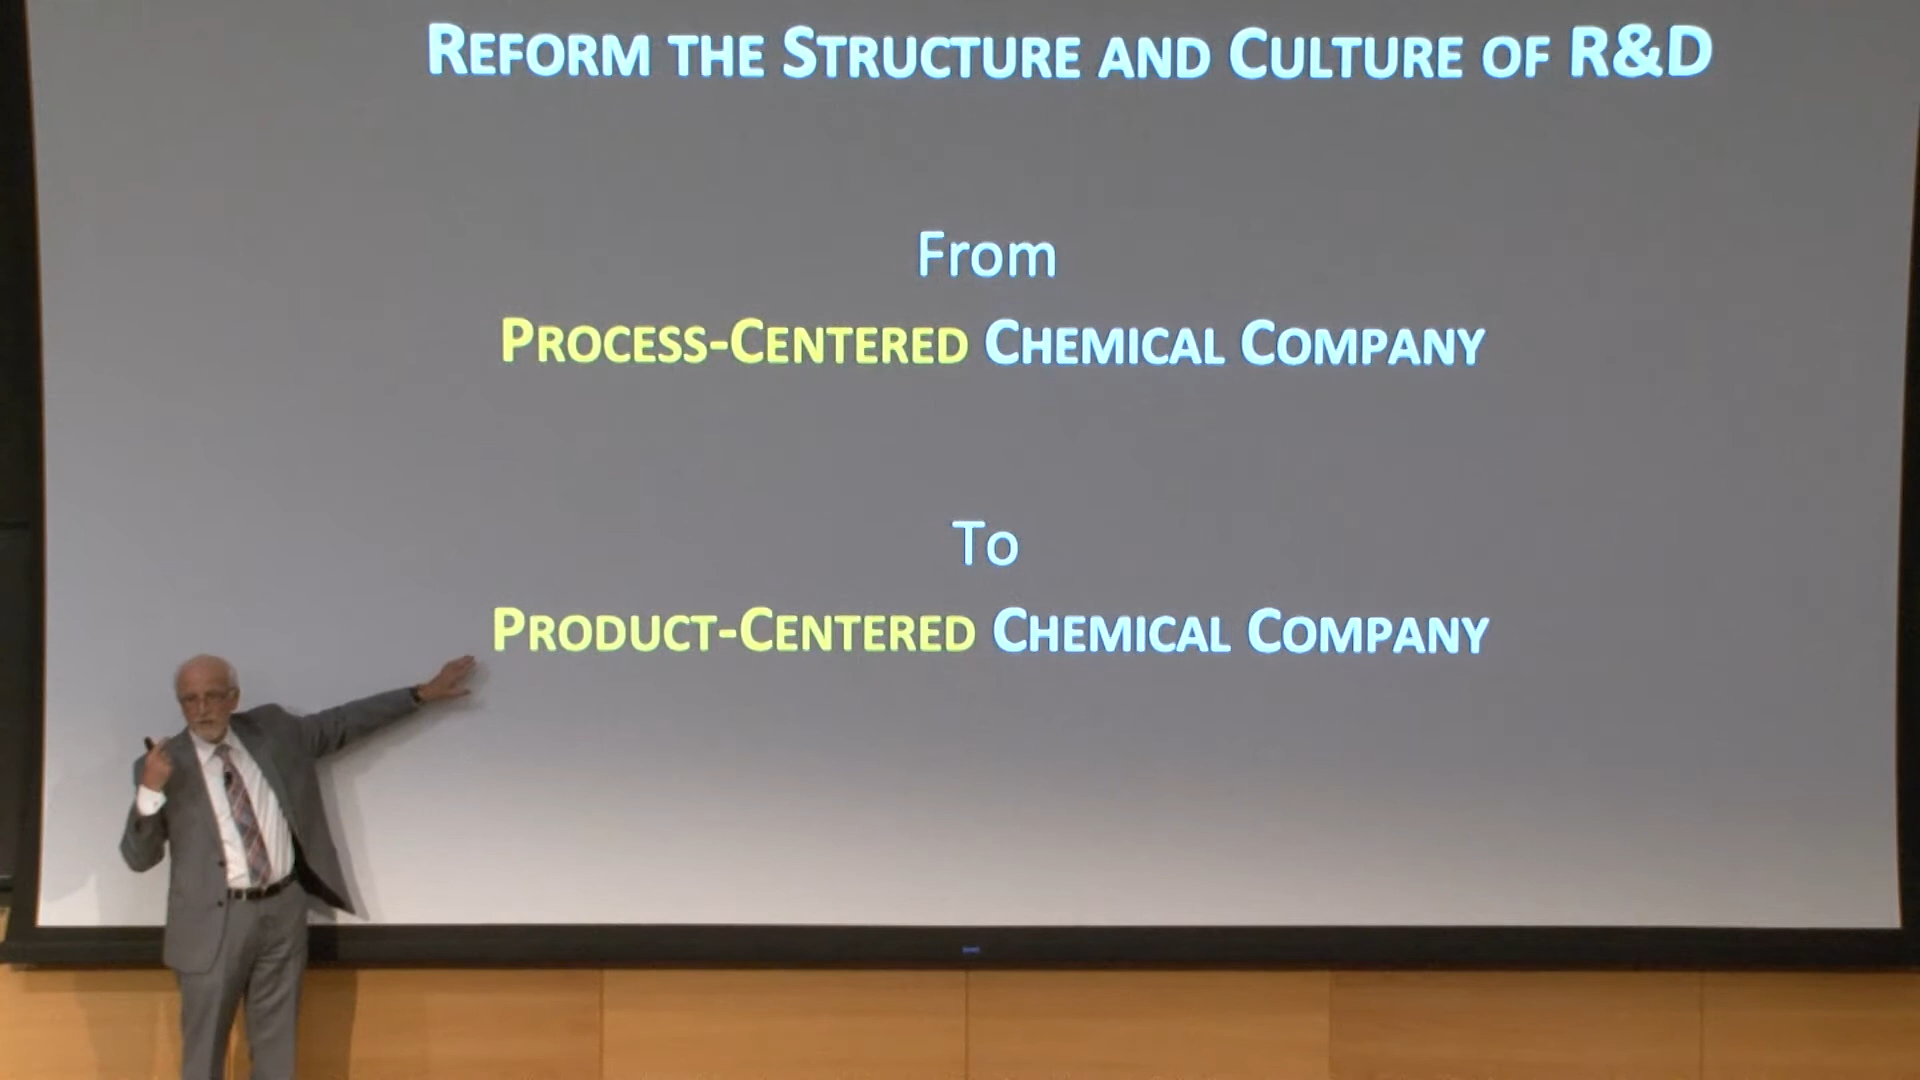 REFORM THE STRUCTURE AND CULTURE OF R&D
From
PROCESS-CENTERED CHEMICAL COMPANY
To
PRODUCT-CENTERED CHEMICAL COMPANY